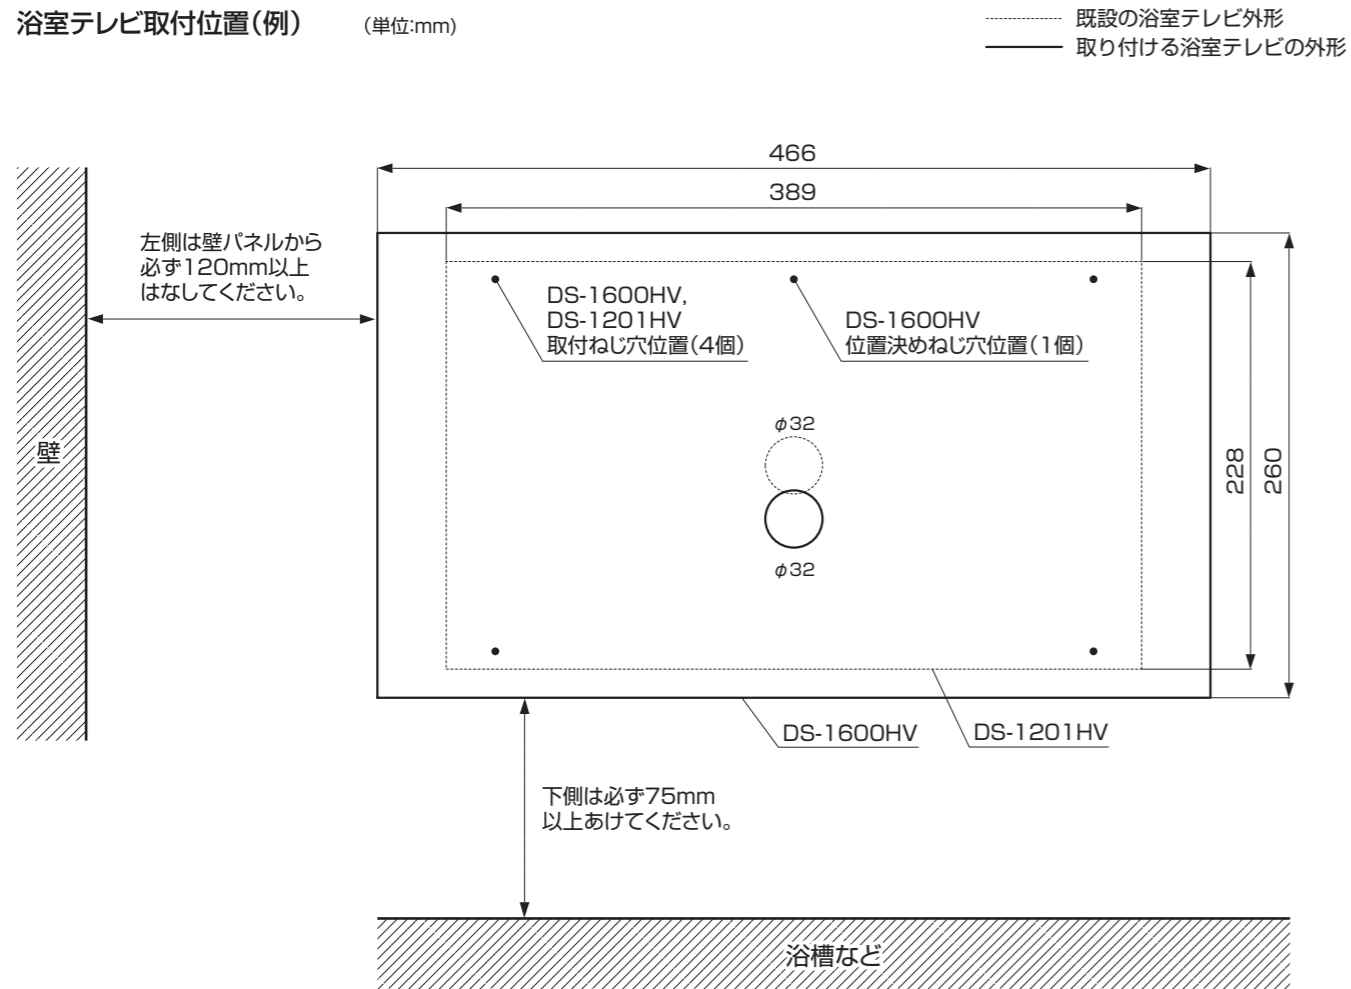 浴室テレビ取付位置(例) (単位:mm)
既設の浴室テレビ外形
取り付ける浴室テレビの外形
466
389
左側は壁パネルから
必ず120mm以上
はなしてください。
DS-1600HV,
DS-1201HV
取付ねじ穴位置(4個)
DS-1600HV
位置決めねじ穴位置(1個)
φ32
壁
228
260
φ32
DS-1600HV
DS-1201HV
下側は必ず75mm
以上あけてください。
浴槽など